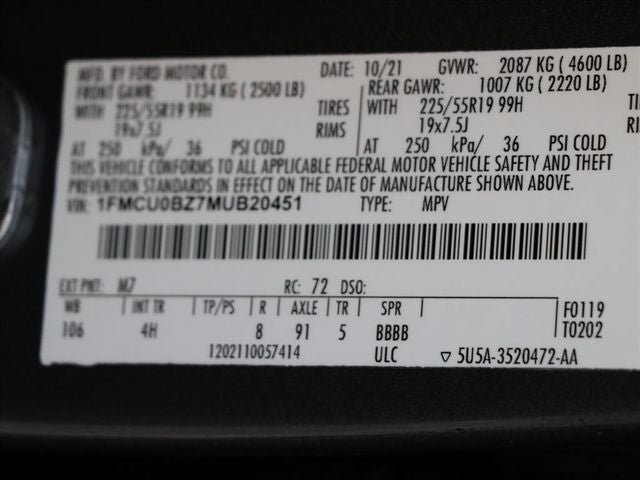 MFD. BY FORD MOTOR CO. DATE: 10/21 GVWR: 2087 KG ( 4600 LB)
FRONT GAWR: 1134 KG ( 2500 LB) REAR GAWR: 1007 KG ( 2220 LB)
WITH 225/55R19 99H TIRES WITH 225/55R19 99H
19x7.5J RIMS 19x7.5J
AT 250 kPa/ 36 PSI COLD AT 250 kPa/ 36 PSI COLD
THIS VEHICLE CONFORMS TO ALL APPLICABLE FEDERAL MOTOR VEHICLE SAFETY AND THEFT
PREVENTION STANDARDS IN EFFECT ON THE DATE OF MANUFACTURE SHOWN ABOVE.
VIN: 1FMCU0BZ7MUB20451 TYPE: MPV
EXT PNT: M7 RC: 72 DSO:
WB INT TR TP/PS R AXLE TR SPR F0119
106 4H 8 91 5 BBBB T0202
1202110057414 ULC ▽ 5U5A-3520472-AA